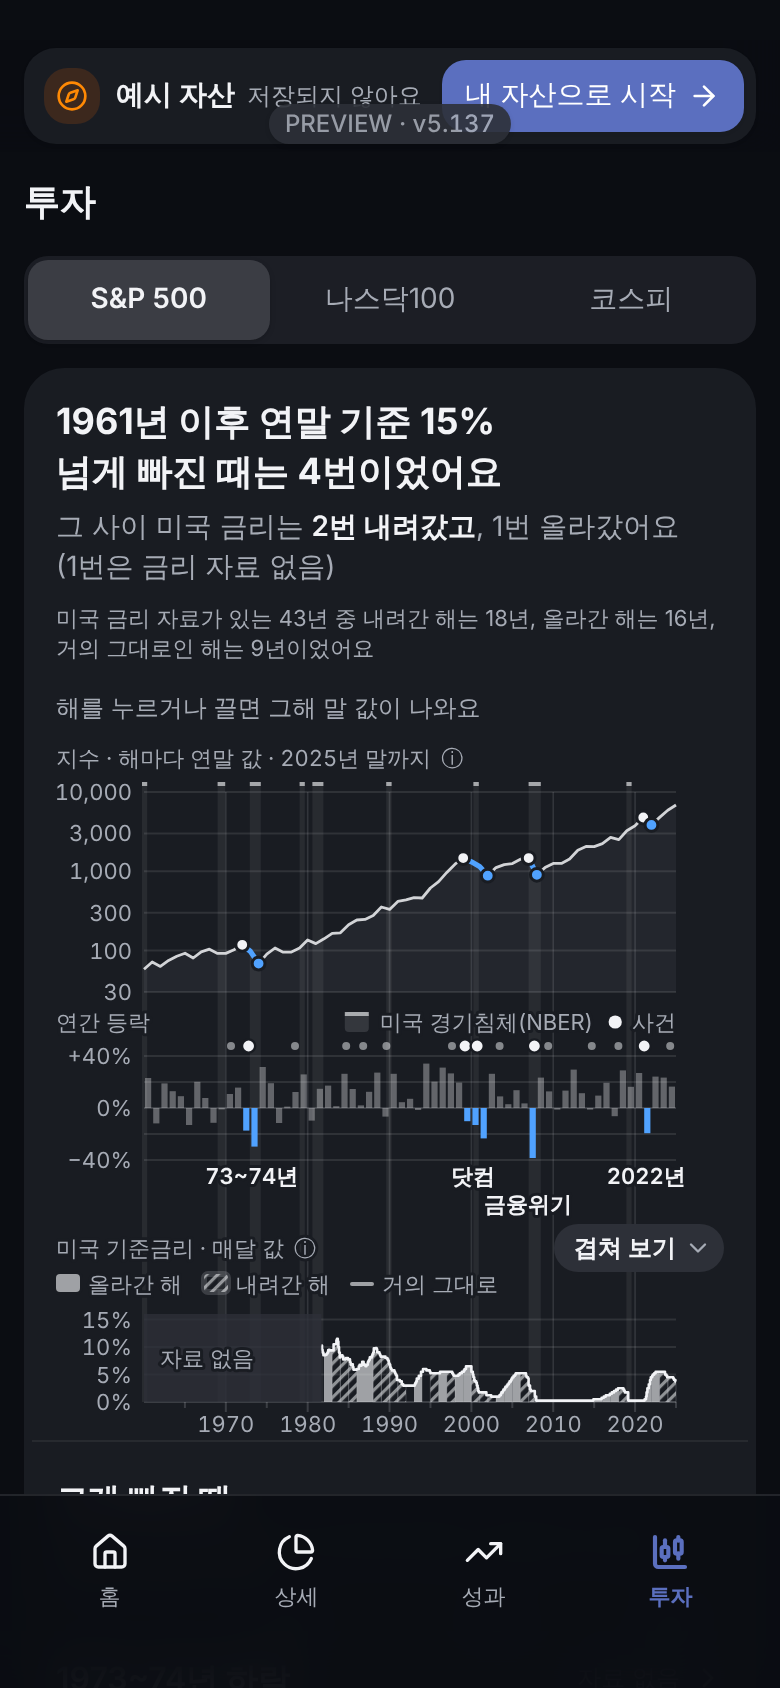 예시 자산 저장되지 않아요 내 자산으로 시작 →
PREVIEW · v5.137
투자
S&P 500 나스닥100 코스피
1961년 이후 연말 기준 15%
넘게 빠진 때는 4번이었어요
그 사이 미국 금리는 2번 내려갔고, 1번 올라갔어요
(1번은 금리 자료 없음)
미국 금리 자료가 있는 43년 중 내려간 해는 18년, 올라간 해는 16년,
거의 그대로인 해는 9년이었어요
해를 누르거나 끌면 그해 말 값이 나와요
지수 · 해마다 연말 값 · 2025년 말까지 ⓘ
10,000
3,000
1,000
300
100
30
연간 등락 미국 경기침체(NBER) 사건
+40%
0%
−40%
73~74년 닷컴 2022년
금융위기
미국 기준금리 · 매달 값 ⓘ 겹쳐 보기
올라간 해 내려간 해 거의 그대로
15%
10%
자료 없음
5%
0%
1970 1980 1990 2000 2010 2020
홈 상세 성과 투자
1973~74년 하락